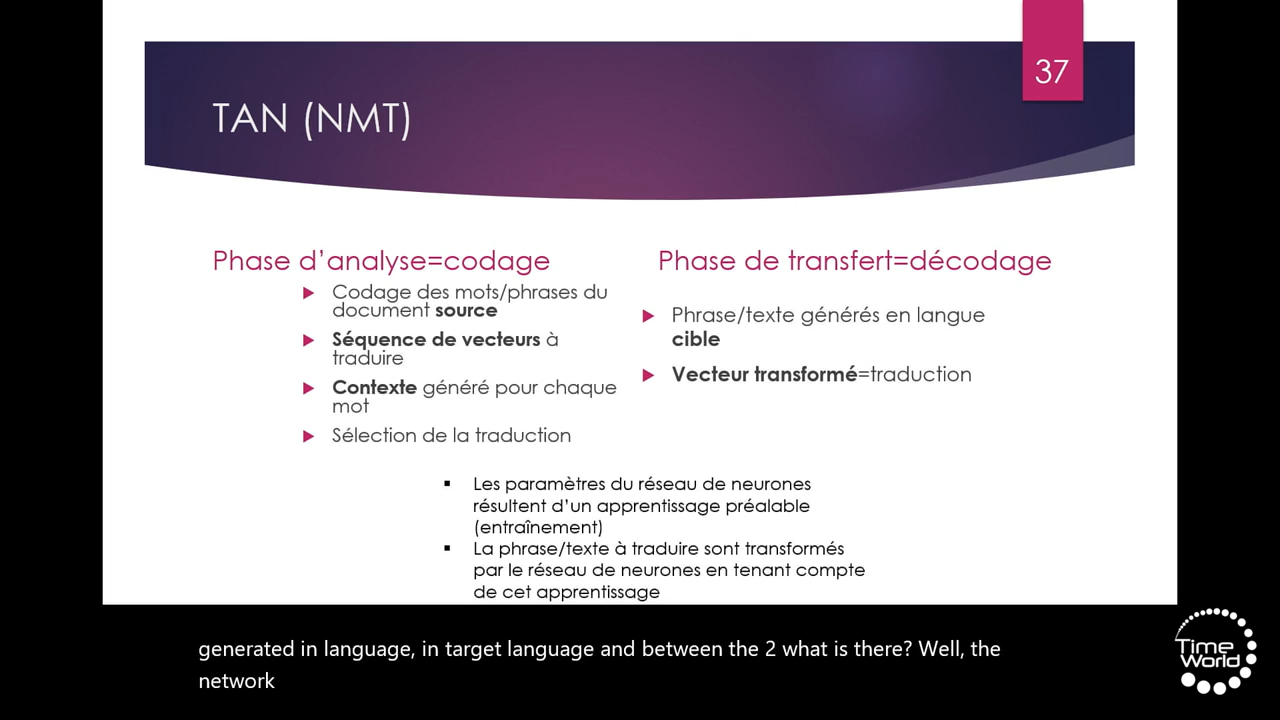 37
TAN (NMT)
Phase d’analyse=codage
Codage des mots/phrases du
document source
Séquence de vecteurs à
traduire
Contexte généré pour chaque
mot
Sélection de la traduction
Phase de transfert=décodage
Phrase/texte générés en langue
cible
Vecteur transformé=traduction
Les paramètres du réseau de neurones
résultent d’un apprentissage préalable
(entraînement)
La phrase/texte à traduire sont transformés
par le réseau de neurones en tenant compte
de cet apprentissage
generated in language, in target language and between the 2 what is there? Well, the
network
Time
World